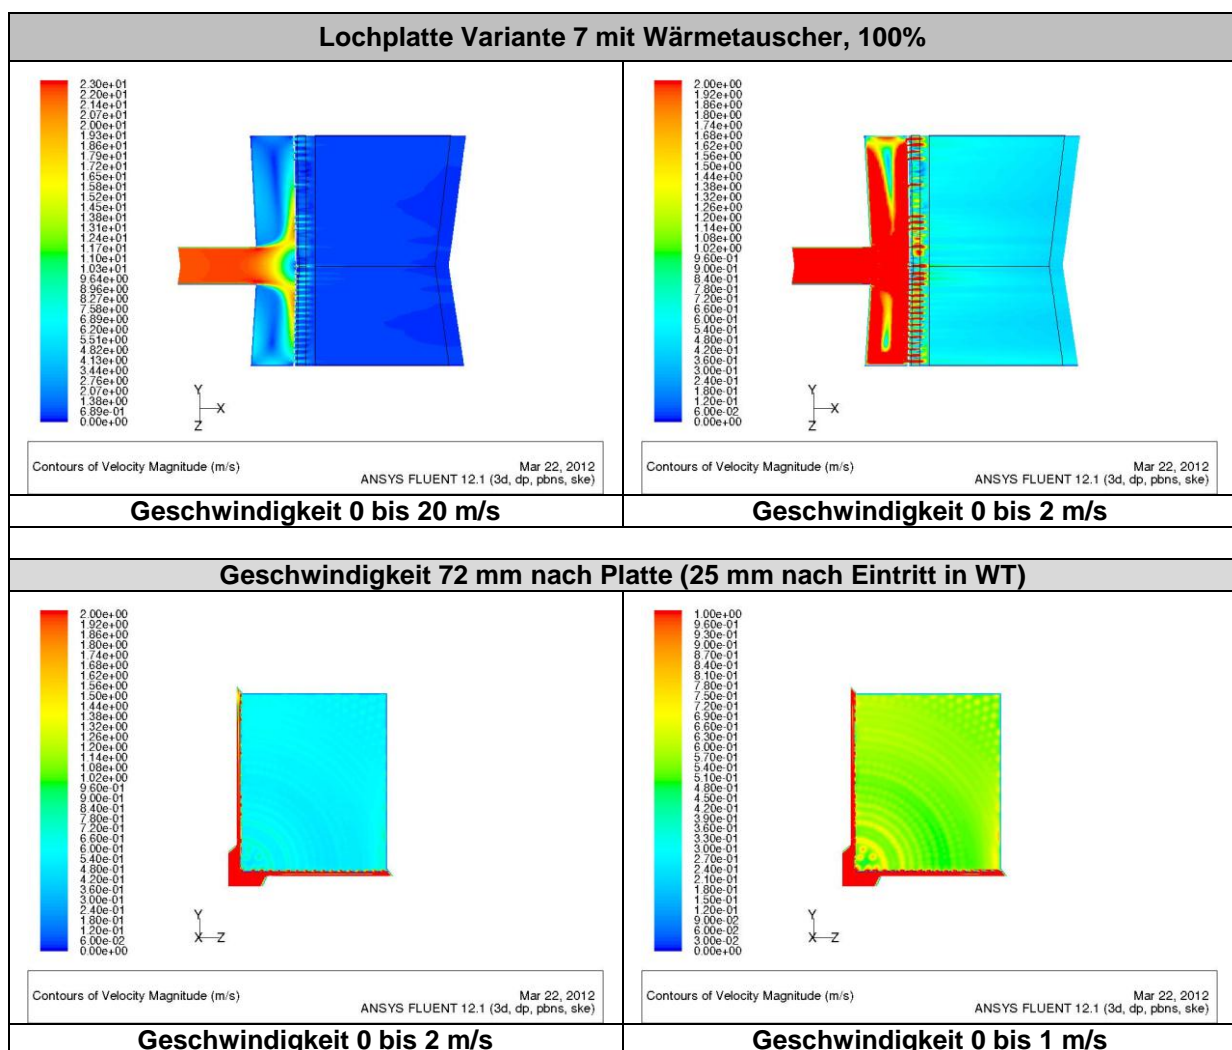 Lochplatte Variante 7 mit Wärmetauscher, 100%
2.30e+01
2.20e+01
2.14e+01
2.07e+01
2.00e+01
1.93e+01
1.86e+01
1.79e+01
1.72e+01
1.65e+01
1.58e+01
1.52e+01
1.45e+01
1.38e+01
1.31e+01
1.24e+01
1.17e+01
1.10e+01
1.03e+01
9.64e+00
8.96e+00
8.27e+00
7.58e+00
6.89e+00
6.20e+00
5.51e+00
4.82e+00
4.13e+00
3.44e+00
2.76e+00
2.07e+00
1.38e+00
6.89e-01
0.00e+00
Y
X
Z
Contours of Velocity Magnitude (m/s)
Mar 22, 2012
ANSYS FLUENT 12.1 (3d, dp, pbns, ske)
Geschwindigkeit 0 bis 20 m/s
2.00e+00
1.92e+00
1.86e+00
1.80e+00
1.74e+00
1.68e+00
1.62e+00
1.56e+00
1.50e+00
1.44e+00
1.38e+00
1.32e+00
1.26e+00
1.20e+00
1.14e+00
1.08e+00
1.02e+00
9.60e-01
9.00e-01
8.40e-01
7.80e-01
7.20e-01
6.60e-01
6.00e-01
5.40e-01
4.80e-01
4.20e-01
3.60e-01
3.00e-01
2.40e-01
1.80e-01
1.20e-01
6.00e-02
0.00e+00
Y
X
Z
Contours of Velocity Magnitude (m/s)
Mar 22, 2012
ANSYS FLUENT 12.1 (3d, dp, pbns, ske)
Geschwindigkeit 0 bis 2 m/s
Geschwindigkeit 72 mm nach Platte (25 mm nach Eintritt in WT)
2.00e+00
1.92e+00
1.86e+00
1.80e+00
1.74e+00
1.68e+00
1.62e+00
1.56e+00
1.50e+00
1.44e+00
1.38e+00
1.32e+00
1.26e+00
1.20e+00
1.14e+00
1.08e+00
1.02e+00
9.60e-01
9.00e-01
8.40e-01
7.80e-01
7.20e-01
6.60e-01
6.00e-01
5.40e-01
4.80e-01
4.20e-01
3.60e-01
3.00e-01
2.40e-01
1.80e-01
1.20e-01
6.00e-02
0.00e+00
Y
X Z
Contours of Velocity Magnitude (m/s)
Mar 22, 2012
ANSYS FLUENT 12.1 (3d, dp, pbns, ske)
Geschwindigkeit 0 bis 2 m/s
1.00e+00
9.60e-01
9.30e-01
9.00e-01
8.70e-01
8.40e-01
8.10e-01
7.80e-01
7.50e-01
7.20e-01
6.90e-01
6.60e-01
6.30e-01
6.00e-01
5.70e-01
5.40e-01
5.10e-01
4.80e-01
4.50e-01
4.20e-01
3.90e-01
3.60e-01
3.30e-01
3.00e-01
2.70e-01
2.40e-01
2.10e-01
1.80e-01
1.50e-01
1.20e-01
9.00e-02
6.00e-02
3.00e-02
0.00e+00
Y
X Z
Contours of Velocity Magnitude (m/s)
Mar 22, 2012
ANSYS FLUENT 12.1 (3d, dp, pbns, ske)
Geschwindigkeit 0 bis 1 m/s